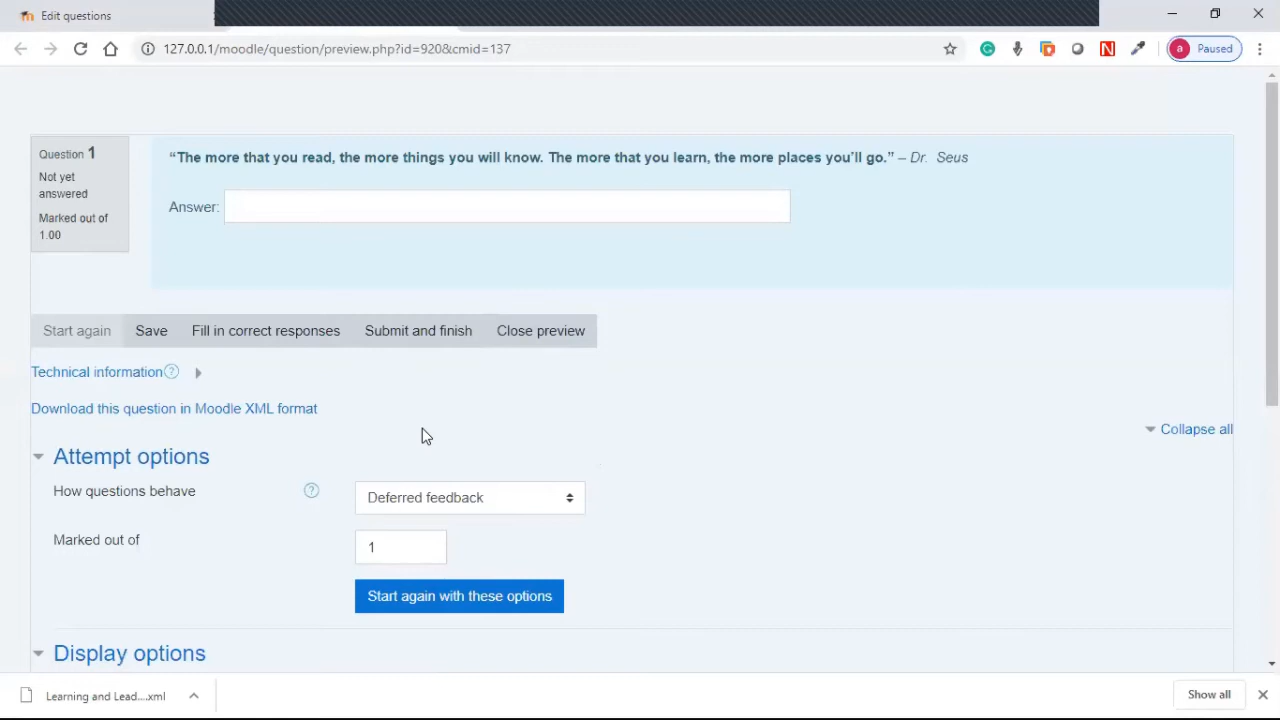 Edit questions
127.0.0.1/moodle/question/preview.php?id=920&cmid=137
N
a Paused
Question 1
Not yet
answered
Marked out of
1.00
“The more that you read, the more things you will know. The more that you learn, the more places you’ll go.” – Dr. Seus
Answer:
Start again Save Fill in correct responses Submit and finish Close preview
Technical information ?
Download this question in Moodle XML format
Collapse all
Attempt options
How questions behave ? Deferred feedback
Marked out of 1
Start again with these options
Display options
Learning and Lead....xml Show all